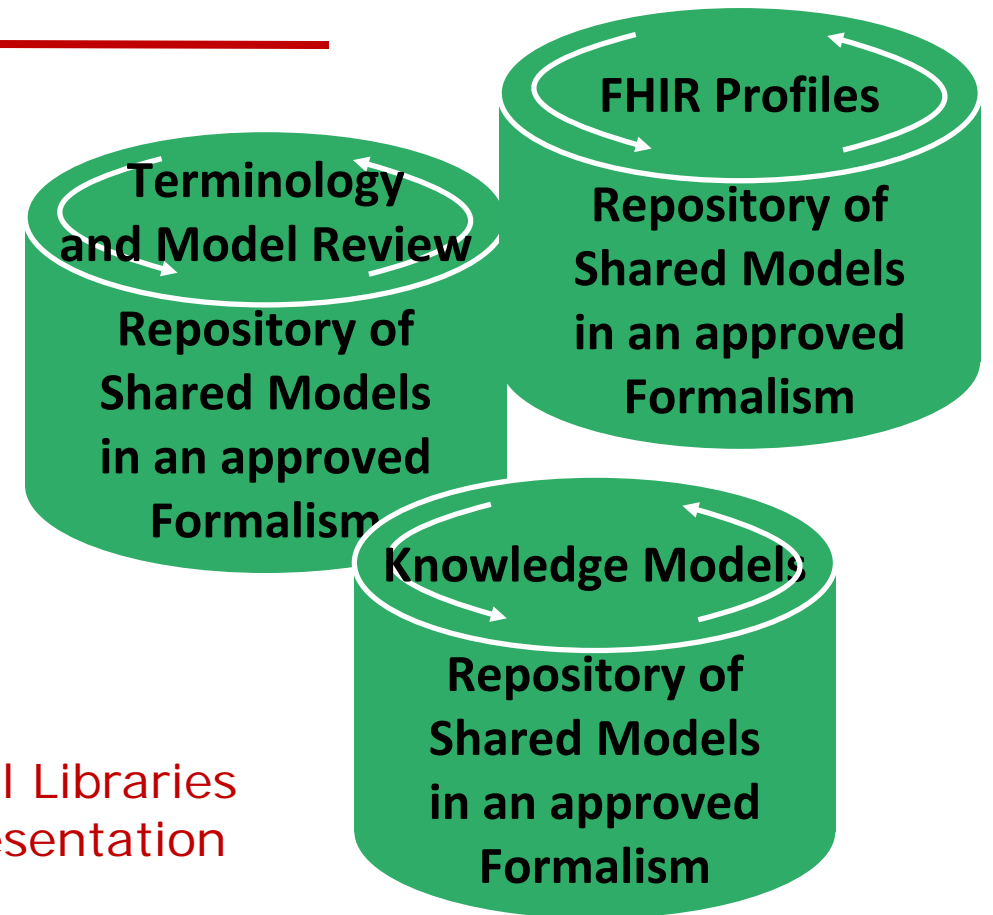 FHIR Profiles
Repository of
Shared Models
in an approved
Formalism
Terminology
and Model Review
Repository of
Shared Models
in an approved
Formalism
Knowledge Models
Repository of
Shared Models
in an approved
Formalism
Libraries